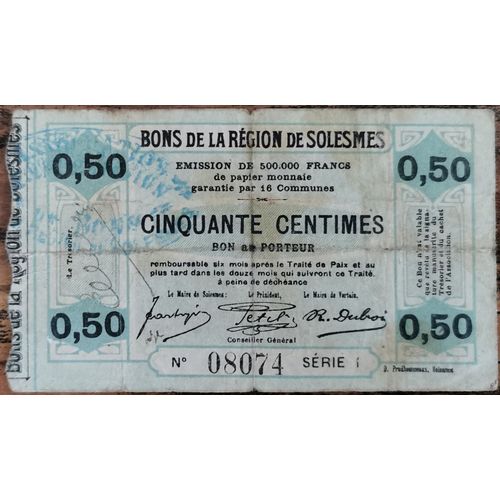 Bons de la Région de Solesmes
BONS DE LA RÉGION DE SOLESMES
0,50
0,50
EMISSION DE 500.000 FRANCS
de papier monnaie
garantie par 16 Communes
CINQUANTE CENTIMES
BON au PORTEUR
remboursable six mois après le Traité de Paix et au
plus tard dans les douze mois qui suivront ce Traité.
à peine de déchéance
Le Trésorier,
Ce Bon n'est valable
que revêtu de la signa-
ture manuscrite du
Trésorier et du cachet
de l'Association.
Le Maire de Solesmes: Le Président, Le Maire de Vertain,
R. Dubois
0,50
0,50
Conseiller Général
N° 08074 SÉRIE 1
D. Prudhommeaux, Solesmes